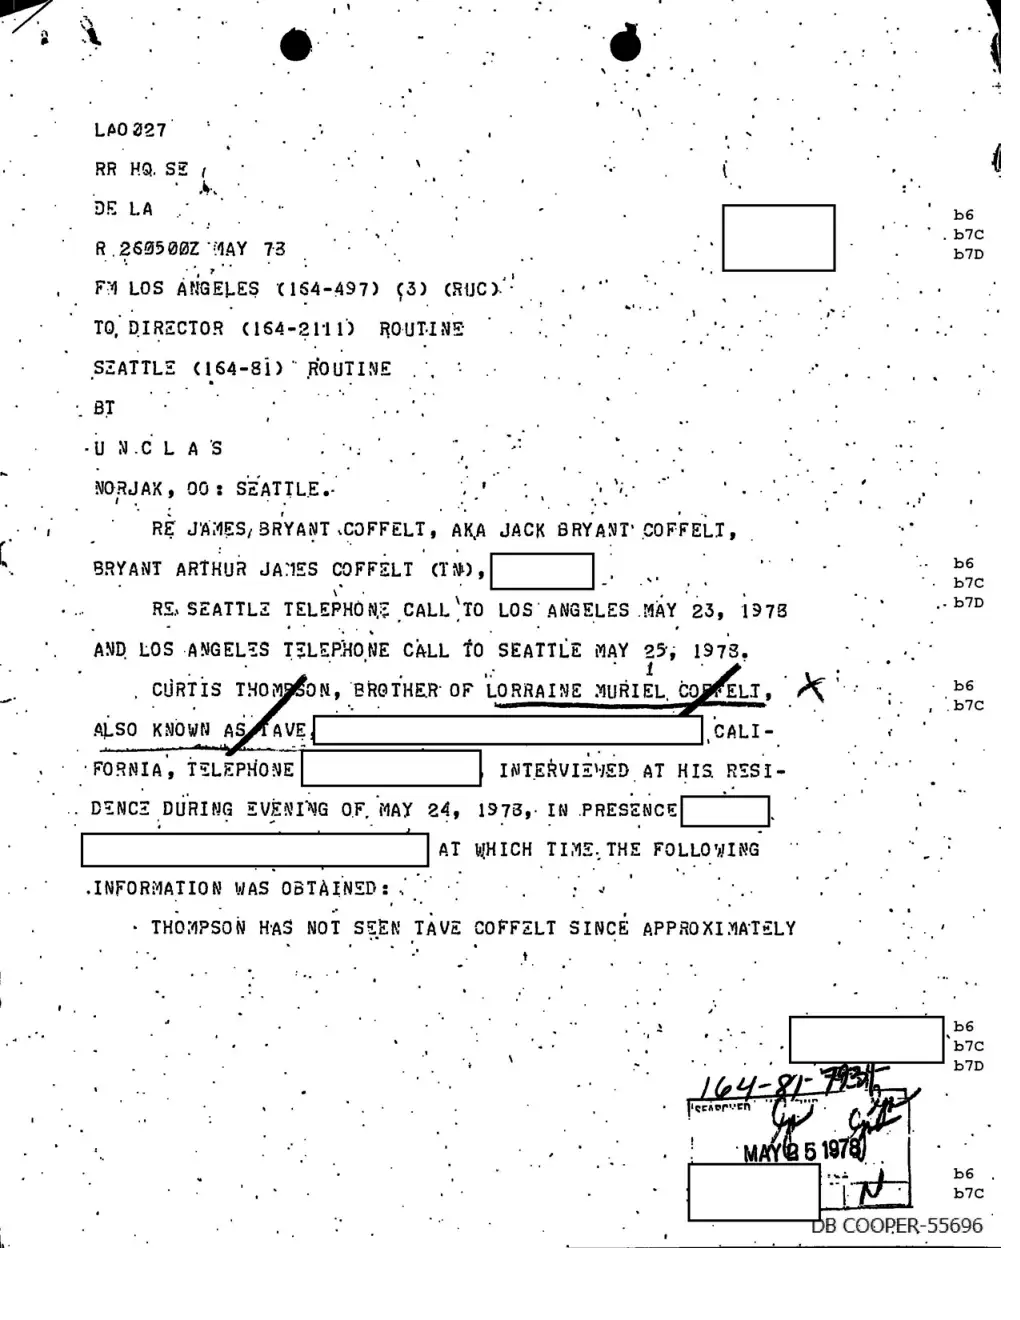 LAO 027
RR HQ SE
DE LA
R 260500Z MAY 78
FM LOS ANGELES (164-497) (3) (RUC)
TO DIRECTOR (164-2111) ROUTINE
SEATTLE (164-81) ROUTINE
BT
U N C L A S
NORJAK, OO: SEATTLE.
RE JAMES BRYANT COFFELT, AKA JACK BRYANT COFFELT,
BRYANT ARTHUR JAMES COFFELT (TN),
RE SEATTLE TELEPHONE CALL TO LOS ANGELES MAY 23, 1978
AND LOS ANGELES TELEPHONE CALL TO SEATTLE MAY 25, 1978.
CURTIS THOMPSON, BROTHER OF LORRAINE MURIEL COFFELT,
ALSO KNOWN AS TAVE, CALI-
FORNIA, TELEPHONE , INTERVIEWED AT HIS RESI-
DENCE DURING EVENING OF MAY 24, 1978, IN PRESENCE
AT WHICH TIME THE FOLLOWING
INFORMATION WAS OBTAINED:
THOMPSON HAS NOT SEEN TAVE COFFELT SINCE APPROXIMATELY
b6
b7C
b7D
b6
b7C
b7D
b6
b7C
b6
b7C
b7D
164-81-7931
SEARCHED
MAY 25 1978
N
b6
b7C
DB COOPER-55696